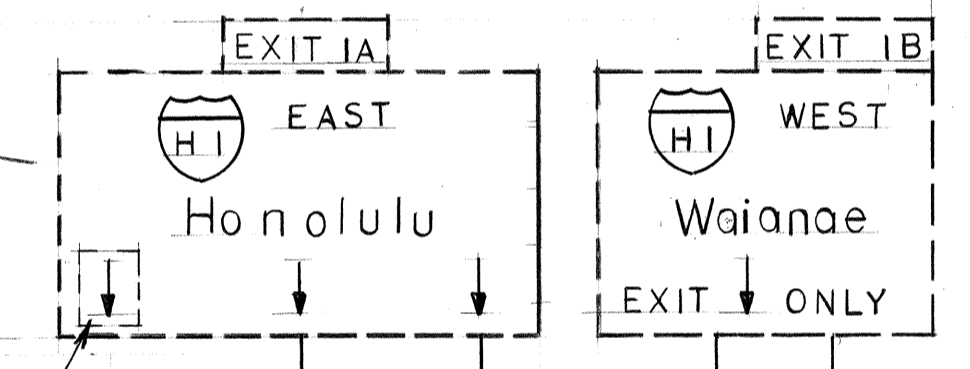 EXIT 1A
H1 EAST
Honolulu
EXIT 1B
H1 WEST
Waianae
EXIT ONLY